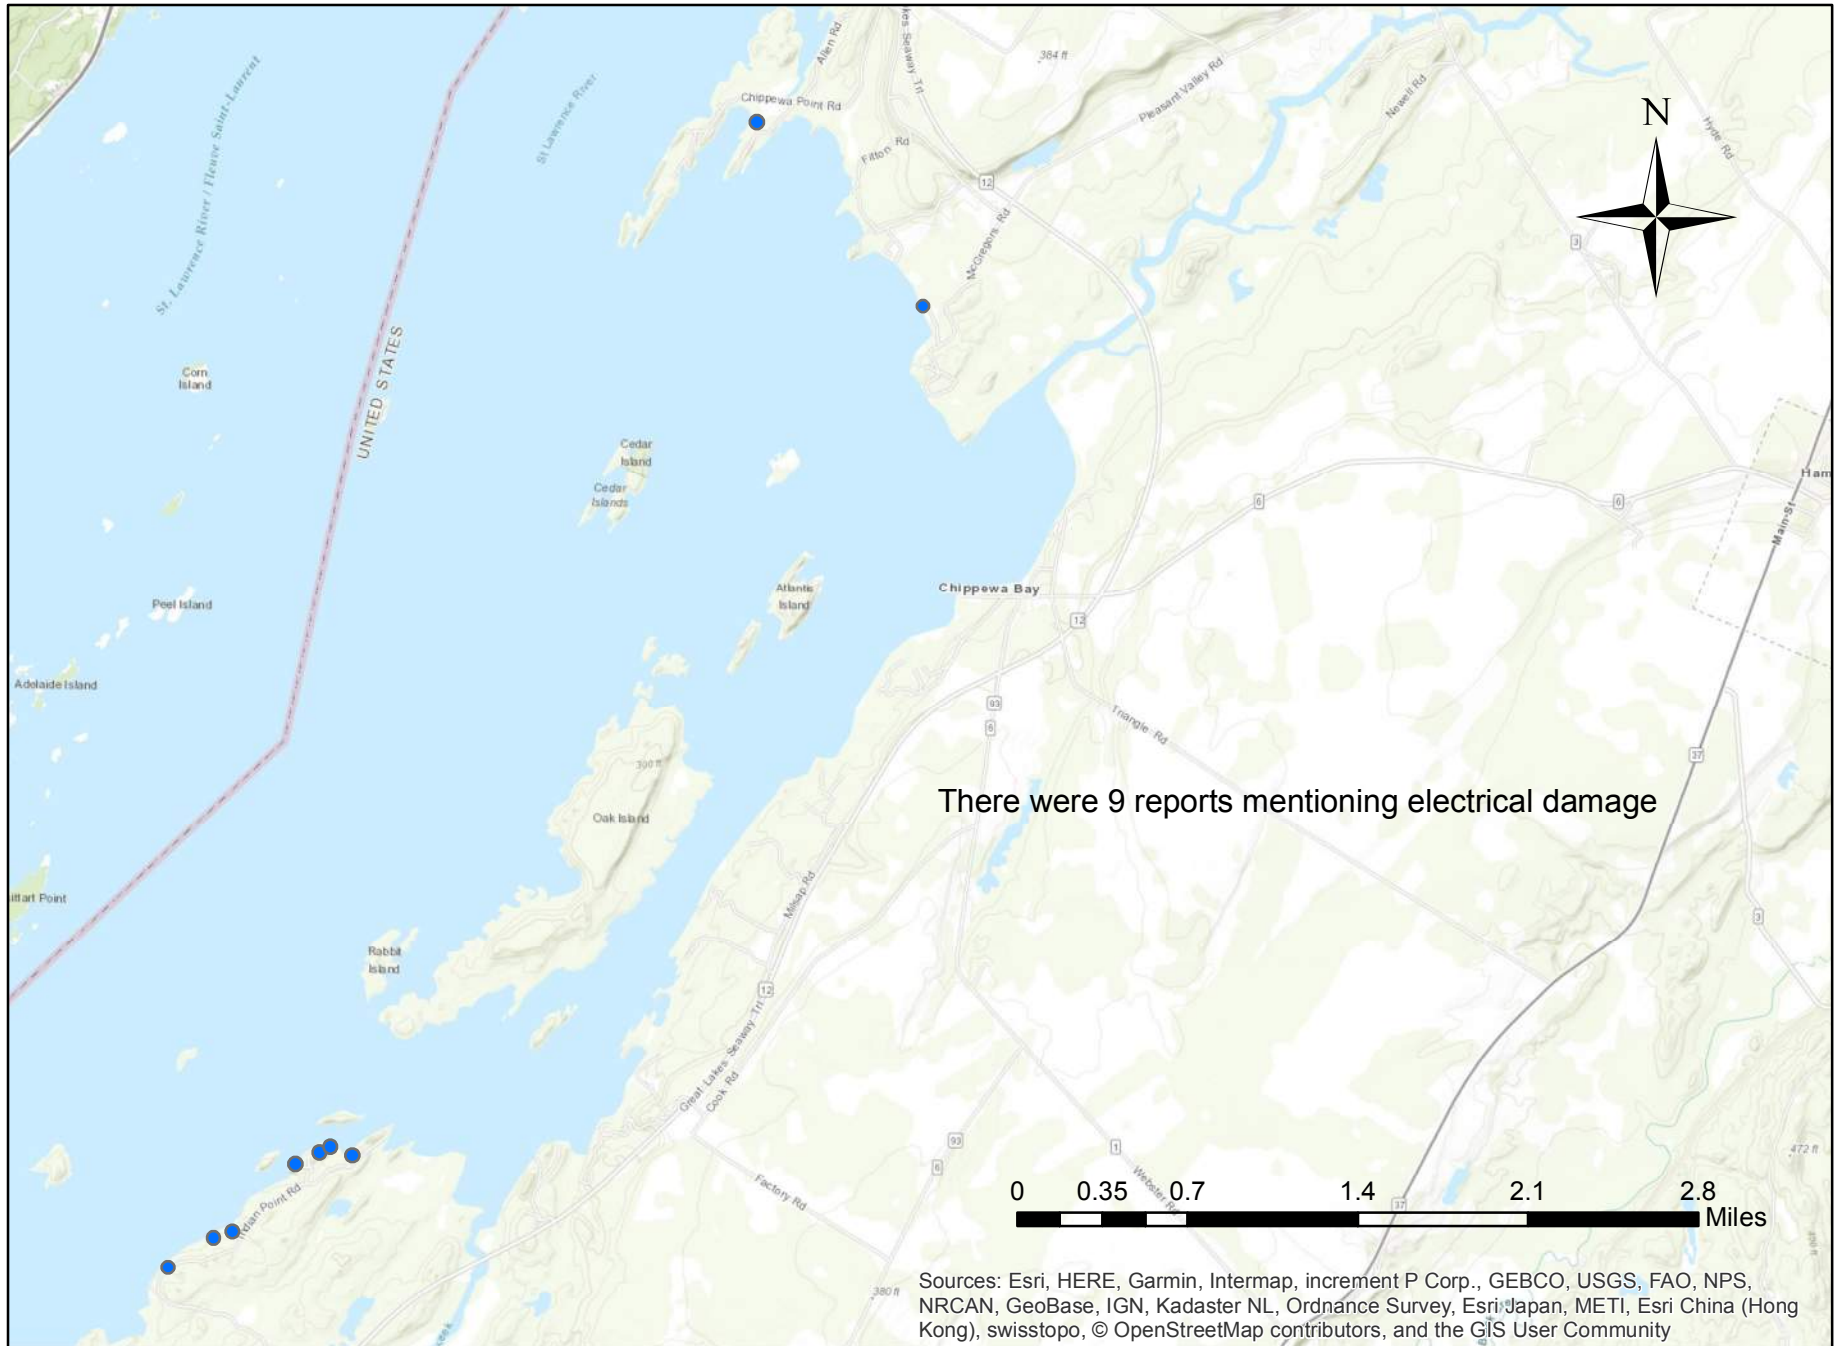 kes Seaway Trl
Allen Rd
384 ft
Pleasant Valley Rd
Newell Rd
Hyde Rd
N
St. Lawrence River / Fleuve Saint-Laurent
St Lawrence River
Chippewa Point Rd
Fitton Rd
12
McGregors Rd
3
UNITED STATES
Corn
Island
Cedar
Island
Cedar
Islands
6
6
Ham
Main St
Atlantis
Island
Chippewa Bay
Peel Island
12
Adelaide Island
93
6
Triangle Rd
37
300 ft
There were 9 reports mentioning electrical damage
Oak Island
ittart Point
Millsap Rd
3
Rabbit
Island
12
Great Lakes Seaway Trl
Cook Rd
93
6
1
Webster Rd
472 ft
Factory Rd
Indian Point Rd
37
0 0.35 0.7 1.4 2.1 2.8
Miles
380 ft
Sources: Esri, HERE, Garmin, Intermap, increment P Corp., GEBCO, USGS, FAO, NPS,
NRCAN, GeoBase, IGN, Kadaster NL, Ordnance Survey, Esri Japan, METI, Esri China (Hong
Kong), swisstopo, © OpenStreetMap contributors, and the GIS User Community